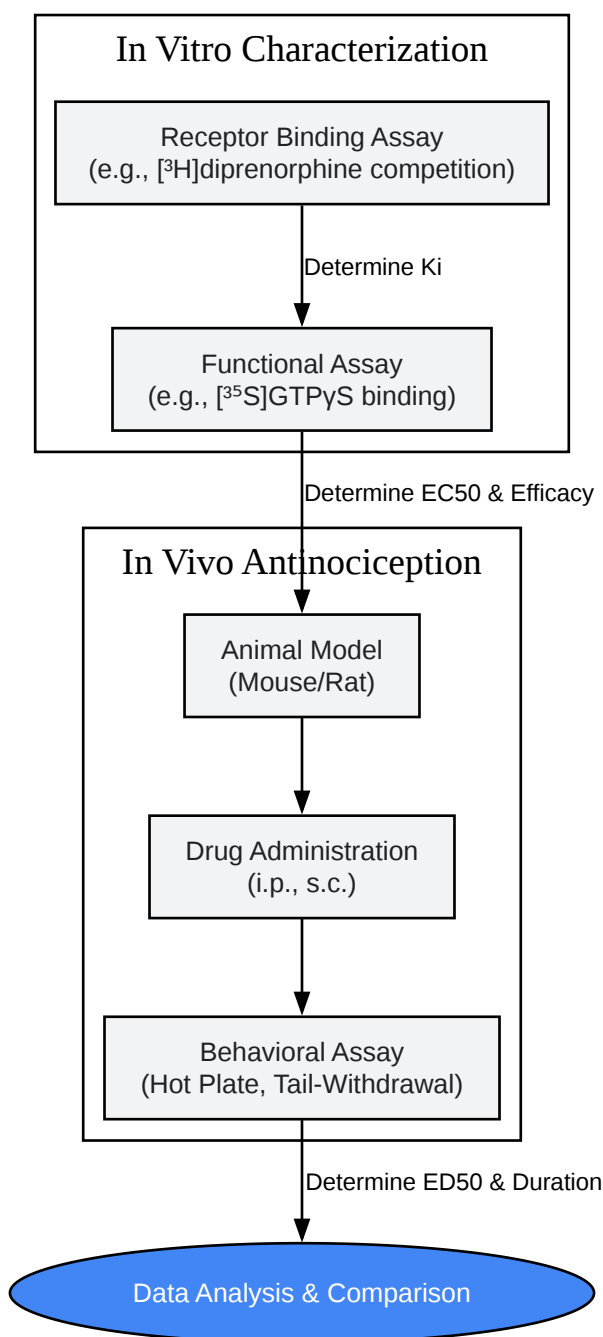 In Vitro Characterization
Receptor Binding Assay
(e.g., [³H]diprenorphine competition)
Determine Ki
Functional Assay
(e.g., [³⁵S]GTPγS binding)
Determine EC50 & Efficacy
In Vivo Antinociception
Animal Model
(Mouse/Rat)
Drug Administration
(i.p., s.c.)
Behavioral Assay
(Hot Plate, Tail-Withdrawal)
Determine ED50 & Duration
Data Analysis & Comparison